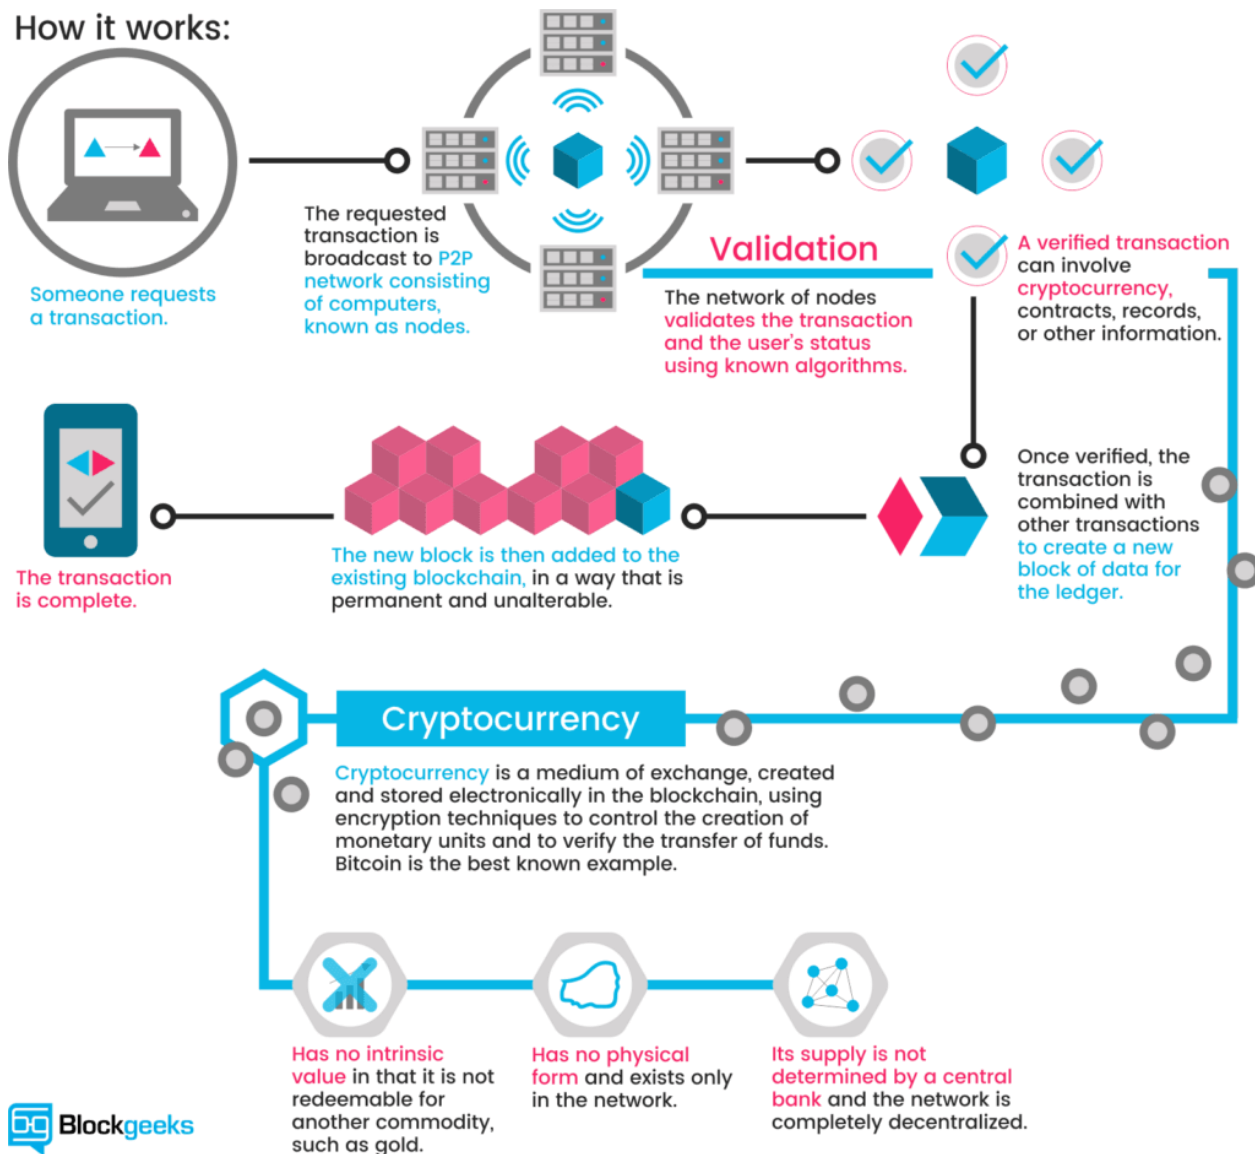 How it works:
Someone requests
a transaction.
The requested
transaction is
broadcast to P2P
network consisting
of computers,
known as nodes.
Validation
The network of nodes
validates the transaction
and the user's status
using known algorithms.
A verified transaction
can involve
cryptocurrency,
contracts, records,
or other information.
Once verified, the
transaction is
combined with
other transactions
to create a new
block of data for
the ledger.
The new block is then added to the
existing blockchain, in a way that is
permanent and unalterable.
The transaction
is complete.
Cryptocurrency
Cryptocurrency is a medium of exchange, created
and stored electronically in the blockchain, using
encryption techniques to control the creation of
monetary units and to verify the transfer of funds.
Bitcoin is the best known example.
Has no intrinsic
value in that it is not
redeemable for
another commodity,
such as gold.
Has no physical
form and exists only
in the network.
Its supply is not
determined by a central
bank and the network is
completely decentralized.
Blockgeeks